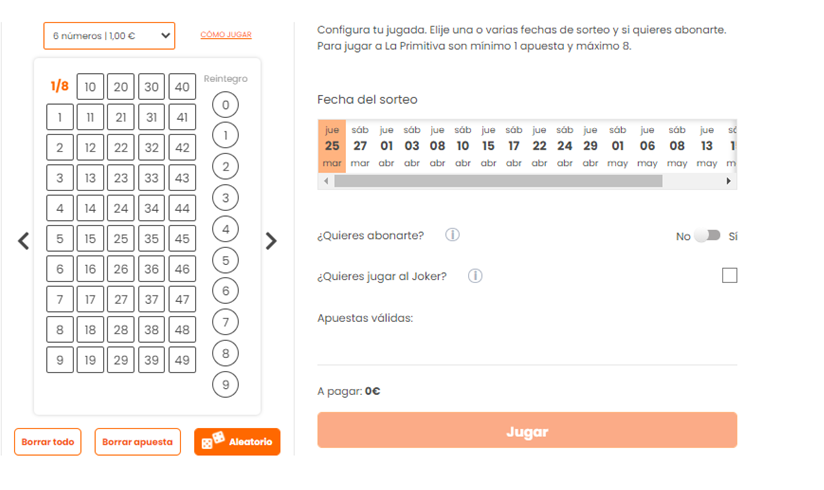 6 números | 1,00 €
CÓMO JUGAR
1/8 10 20 30 40
1 11 21 31 41
2 12 22 32 42
3 13 23 33 43
4 14 24 34 44
5 15 25 35 45
6 16 26 36 46
7 17 27 37 47
8 18 28 38 48
9 19 29 39 49
Reintegro
0
1
2
3
4
5
6
7
8
9
Borrar todo
Borrar apuesta
Aleatorio
Configura tu jugada. Elije una o varias fechas de sorteo y si quieres abonarte.
Para jugar a La Primitiva son mínimo 1 apuesta y máximo 8.
Fecha del sorteo
jue sáb jue sáb jue sáb jue sáb jue sáb jue sáb jue sáb jue
25 27 01 03 08 10 15 17 22 24 29 01 06 08 13
mar mar abr abr abr abr abr abr abr abr abr may may may may
¿Quieres abonarte?
No Sí
¿Quieres jugar al Joker?
Apuestas válidas:
A pagar: 0€
Jugar